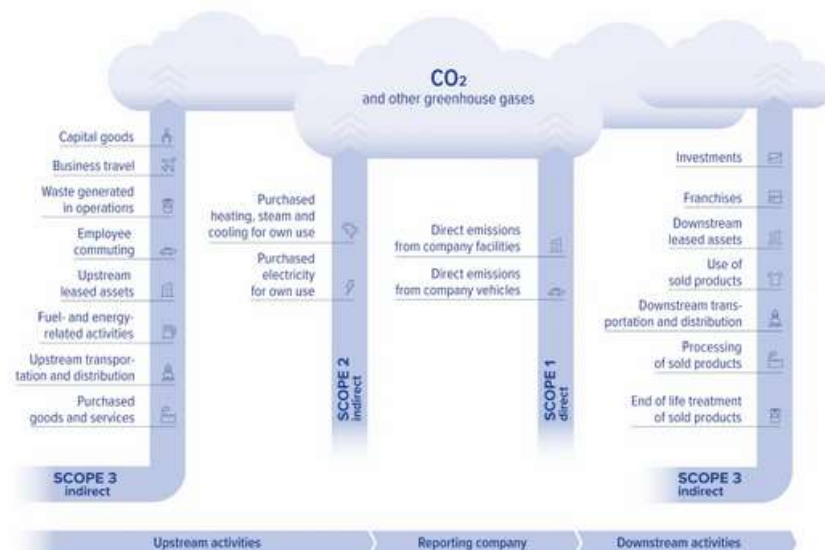 CO₂
and other greenhouse gases
Capital goods
Business travel
Waste generated
in operations
Employee
commuting
Upstream
leased assets
Fuel- and energy-
related activities
Upstream transpor-
tation and distribution
Purchased
goods and services
SCOPE 3
indirect
Purchased
heating, steam and
cooling for own use
Purchased
electricity
for own use
SCOPE 2
indirect
Direct emissions
from company facilities
Direct emissions
from company vehicles
SCOPE 1
direct
Investments
Franchises
Downstream
leased assets
Use of
sold products
Downstream trans-
portation and distribution
Processing
of sold products
End of life treatment
of sold products
SCOPE 3
indirect
Upstream activities
Reporting company
Downstream activities